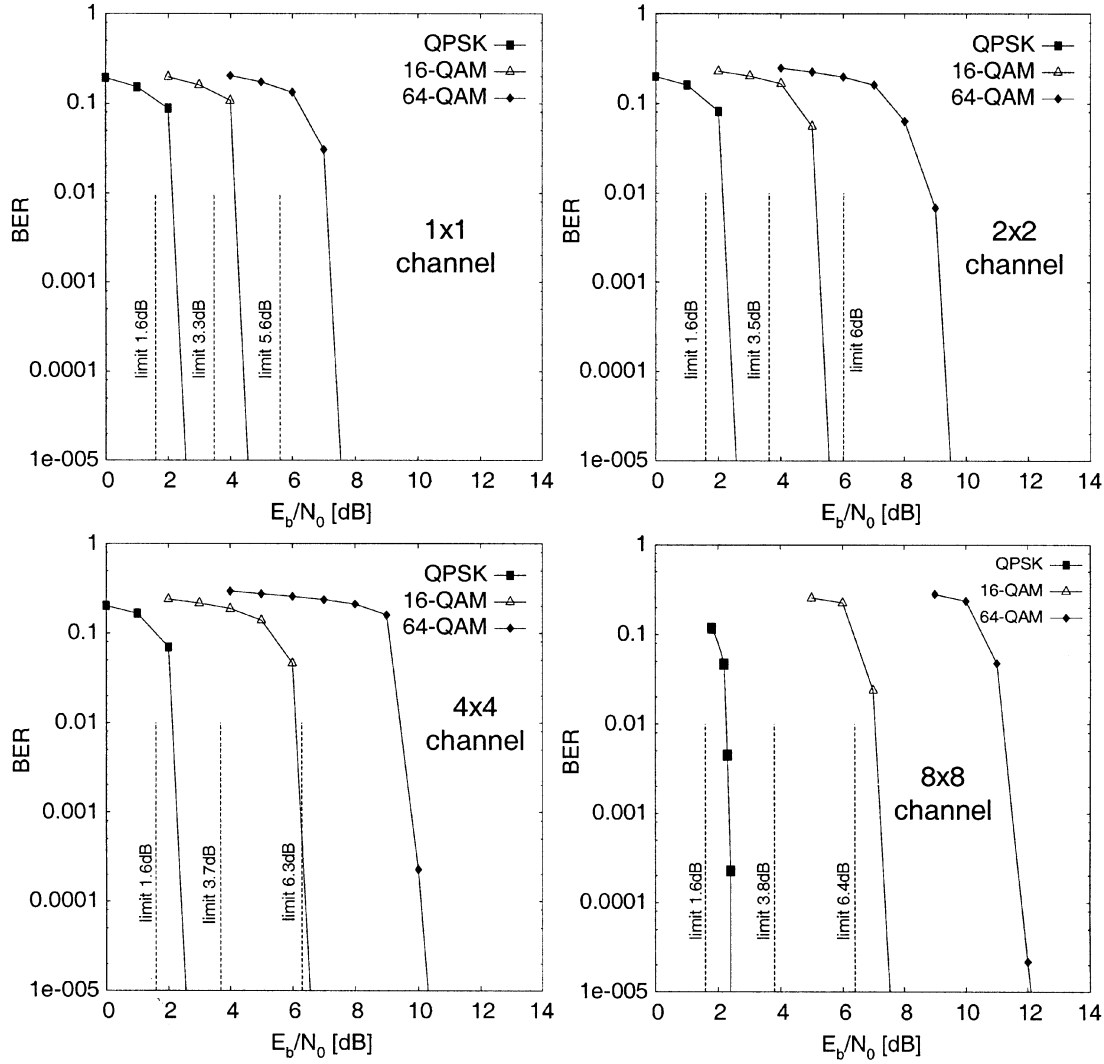 1
0.1
0.01
0.001
0.0001
1e-005
BER
0 2 4 6 8 10 12 14
E_b/N_0 [dB]
QPSK
16-QAM
64-QAM
1x1
channel
limit 1.6dB
limit 3.3dB
limit 5.6dB
1
0.1
0.01
0.001
0.0001
1e-005
BER
0 2 4 6 8 10 12 14
E_b/N_0 [dB]
QPSK
16-QAM
64-QAM
2x2
channel
limit 1.6dB
limit 3.5dB
limit 6dB
1
0.1
0.01
0.001
0.0001
1e-005
BER
0 2 4 6 8 10 12 14
E_b/N_0 [dB]
QPSK
16-QAM
64-QAM
4x4
channel
limit 1.6dB
limit 3.7dB
limit 6.3dB
1
0.1
0.01
0.001
0.0001
1e-005
BER
0 2 4 6 8 10 12 14
E_b/N_0 [dB]
QPSK
16-QAM
64-QAM
8x8
channel
limit 1.6dB
limit 3.8dB
limit 6.4dB